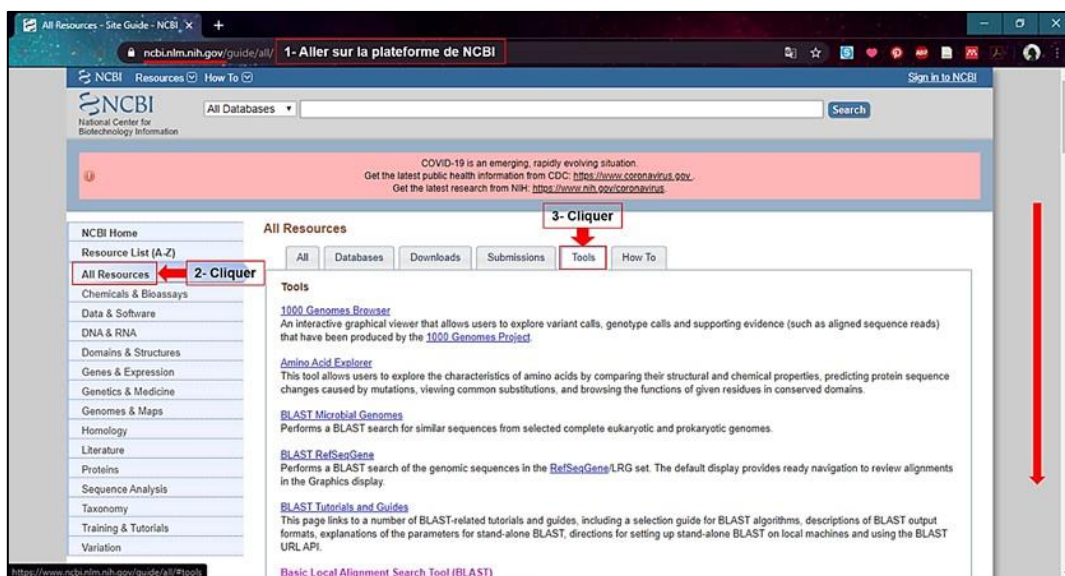 All Resources - Site Guide - NCBI
ncbi.nlm.nih.gov/guide/all/
1- Aller sur la plateforme de NCBI
NCBI Resources How To
Sign in to NCBI
NCBI
National Center for
Biotechnology Information
All Databases
Search
COVID-19 is an emerging, rapidly evolving situation.
Get the latest public health information from CDC: https://www.coronavirus.gov .
Get the latest research from NIH: https://www.nih.gov/coronavirus.
3- Cliquer
NCBI Home
Resource List (A-Z)
All Resources
2- Cliquer
Chemicals & Bioassays
Data & Software
DNA & RNA
Domains & Structures
Genes & Expression
Genetics & Medicine
Genomes & Maps
Homology
Literature
Proteins
Sequence Analysis
Taxonomy
Training & Tutorials
Variation
All Resources
All Databases Downloads Submissions Tools How To
Tools
1000 Genomes Browser
An interactive graphical viewer that allows users to explore variant calls, genotype calls and supporting evidence (such as aligned sequence reads)
that have been produced by the 1000 Genomes Project.
Amino Acid Explorer
This tool allows users to explore the characteristics of amino acids by comparing their structural and chemical properties, predicting protein sequence
changes caused by mutations, viewing common substitutions, and browsing the functions of given residues in conserved domains.
BLAST Microbial Genomes
Performs a BLAST search for similar sequences from selected complete eukaryotic and prokaryotic genomes.
BLAST RefSeqGene
Performs a BLAST search of the genomic sequences in the RefSeqGene/LRG set. The default display provides ready navigation to review alignments
in the Graphics display.
BLAST Tutorials and Guides
This page links to a number of BLAST-related tutorials and guides, including a selection guide for BLAST algorithms, descriptions of BLAST output
formats, explanations of the parameters for stand-alone BLAST, directions for setting up stand-alone BLAST on local machines and using the BLAST
URL API.
Basic Local Alignment Search Tool (BLAST)
https://www.ncbi.nlm.nih.gov/guide/all/#tools